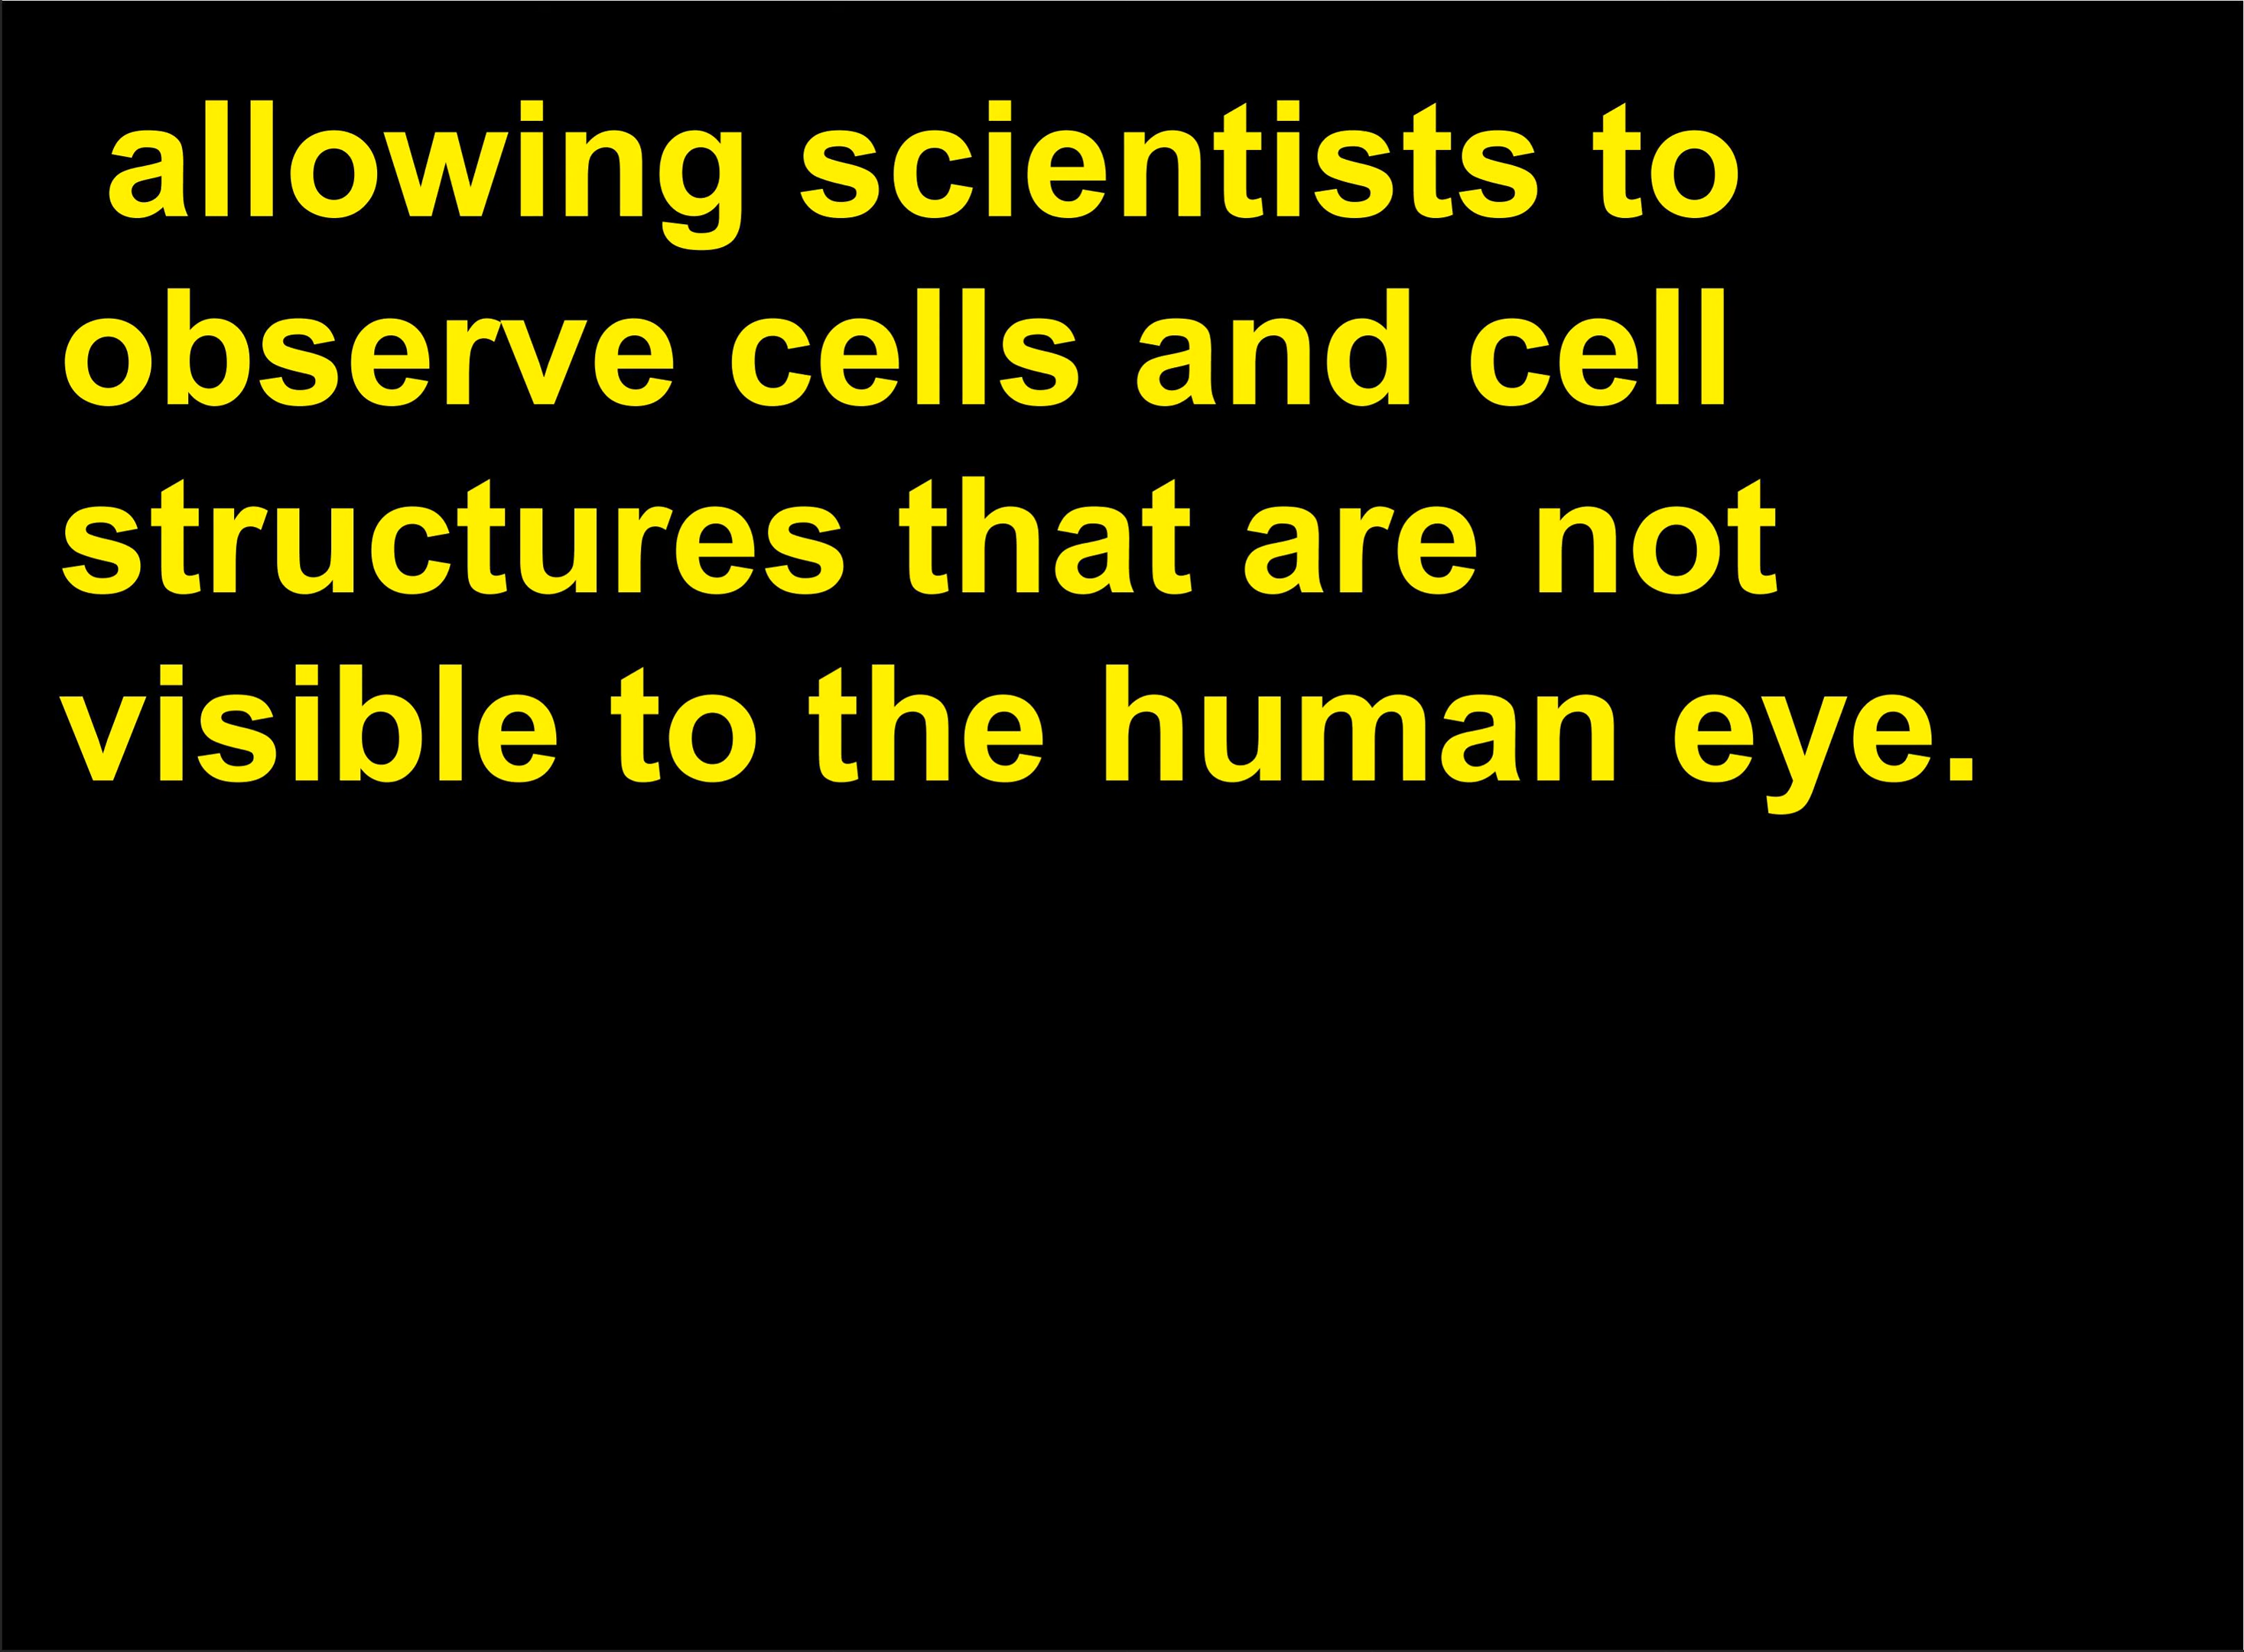 allowing scientists to
observe cells and cell
structures that are not
visible to the human eye.